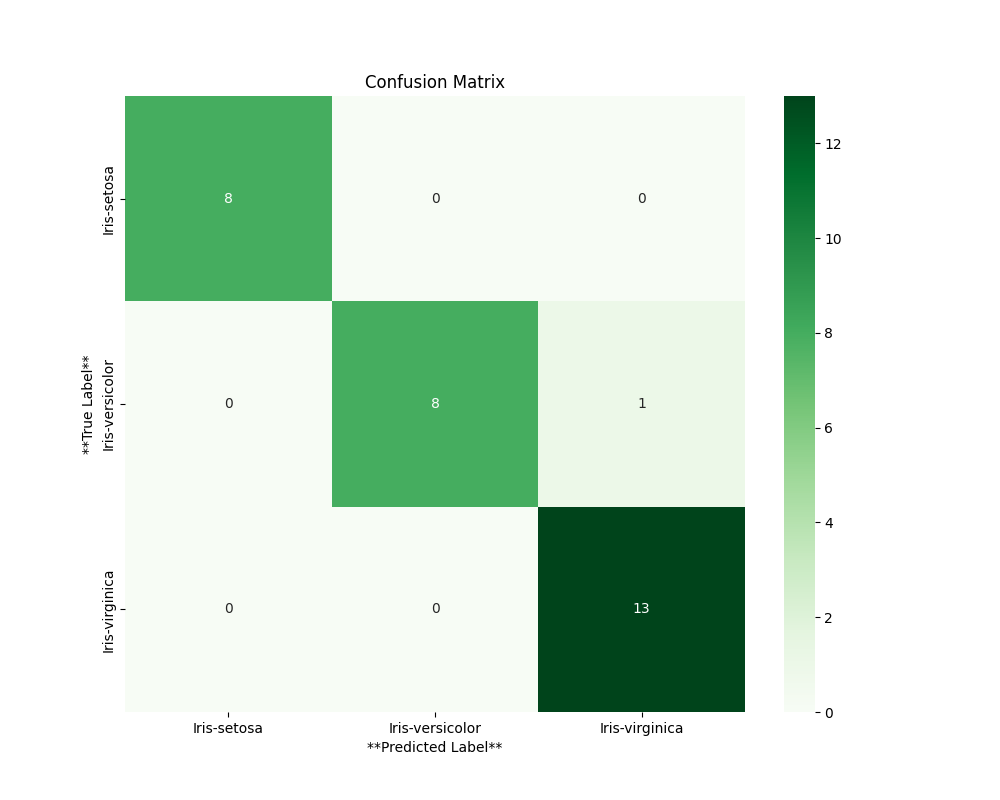 Confusion Matrix
Iris-setosa
8
0
0
12
10
8
6
4
2
0
**True Label**
Iris-versicolor
0
8
1
Iris-virginica
0
0
13
Iris-setosa
Iris-versicolor
Iris-virginica
**Predicted Label**